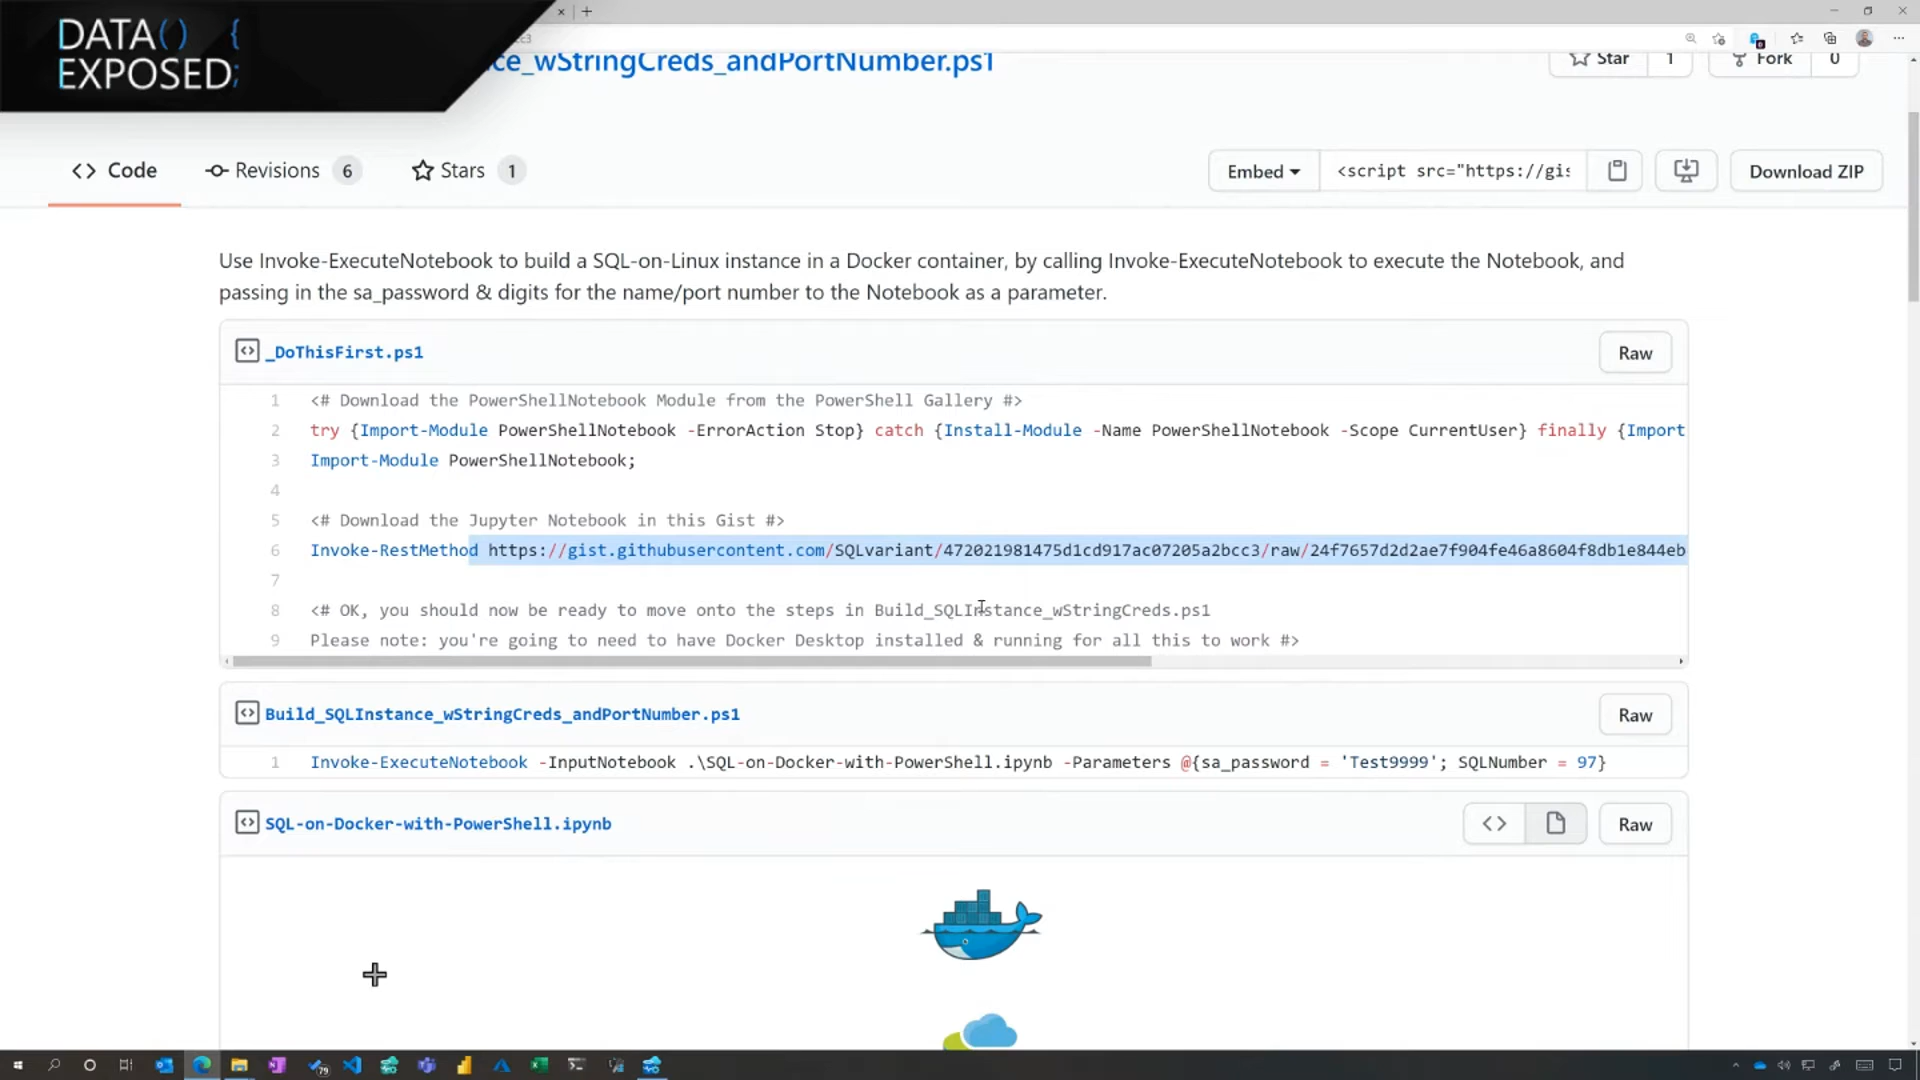 DATA() {
EXPOSED;
ce_wStringCreds_andPortNumber.ps1
Star 1
Fork 0
Code
Revisions 6
Stars 1
Embed
<script src="https://gis
Download ZIP
Use Invoke-ExecuteNotebook to build a SQL-on-Linux instance in a Docker container, by calling Invoke-ExecuteNotebook to execute the Notebook, and
passing in the sa_password & digits for the name/port number to the Notebook as a parameter.
_DoThisFirst.ps1
Raw
1 <# Download the PowerShellNotebook Module from the PowerShell Gallery #>
2 try {Import-Module PowerShellNotebook -ErrorAction Stop} catch {Install-Module -Name PowerShellNotebook -Scope CurrentUser} finally {Import
3 Import-Module PowerShellNotebook;
4
5 <# Download the Jupyter Notebook in this Gist #>
6 Invoke-RestMethod https://gist.githubusercontent.com/SQLvariant/472021981475d1cd917ac07205a2bcc3/raw/24f7657d2d2ae7f904fe46a8604f8db1e844eb
7
8 <# OK, you should now be ready to move onto the steps in Build_SQLInstance_wStringCreds.ps1
9 Please note: you're going to need to have Docker Desktop installed & running for all this to work #>
Build_SQLInstance_wStringCreds_andPortNumber.ps1
Raw
1 Invoke-ExecuteNotebook -InputNotebook .\SQL-on-Docker-with-PowerShell.ipynb -Parameters @{sa_password = 'Test9999'; SQLNumber = 97}
SQL-on-Docker-with-PowerShell.ipynb
Raw